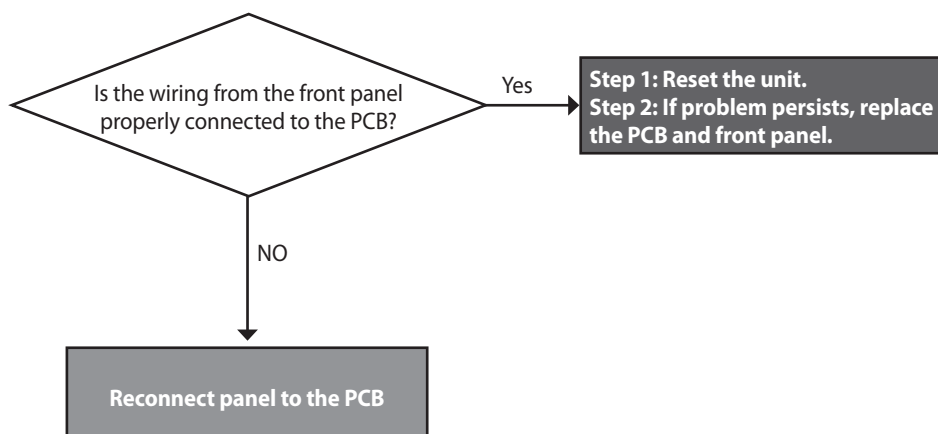 Is the wiring from the front panel
properly connected to the PCB?
Yes
Step 1: Reset the unit.
Step 2: If problem persists, replace
the PCB and front panel.
NO
Reconnect panel to the PCB